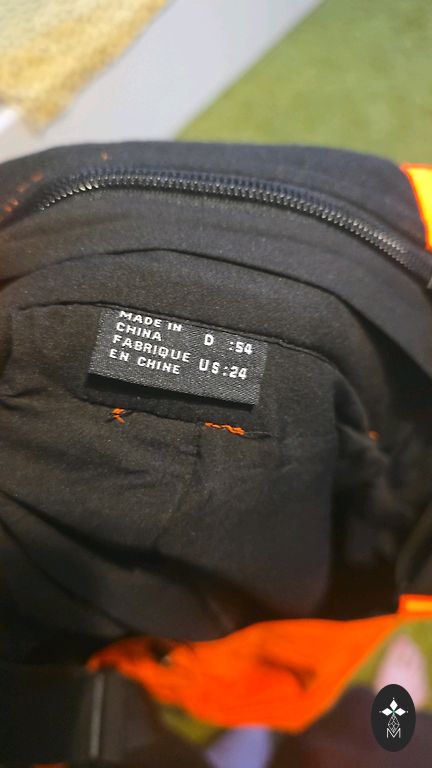 MADE IN
CHINA
FABRIQUE
EN CHINE
D :54
US:24
M